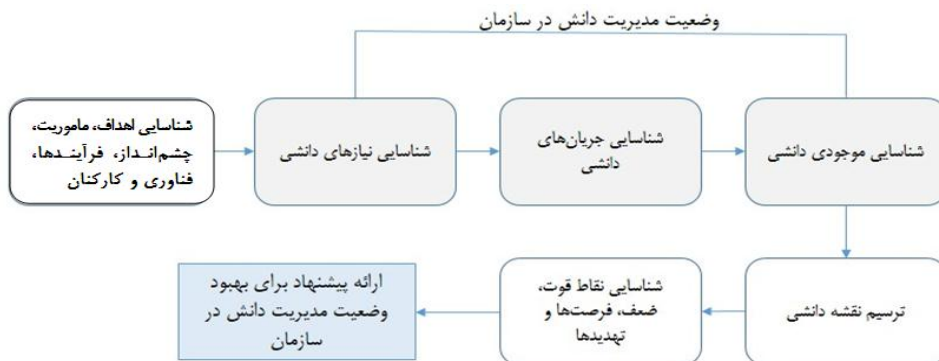 وضعیت مدیریت دانش در سازمان
شناسایی اهداف، ماموریت،
چشم‌انداز، فرآیندها،
فناوری و کارکنان
شناسایی نیازهای دانشی
شناسایی جریان‌های
دانشی
شناسایی موجودی دانشی
ترسیم نقشه دانشی
شناسایی نقاط قوت،
ضعف، فرصت‌ها و
تهدیدها
ارائه پیشنهاد برای بهبود
وضعیت مدیریت دانش در
سازمان